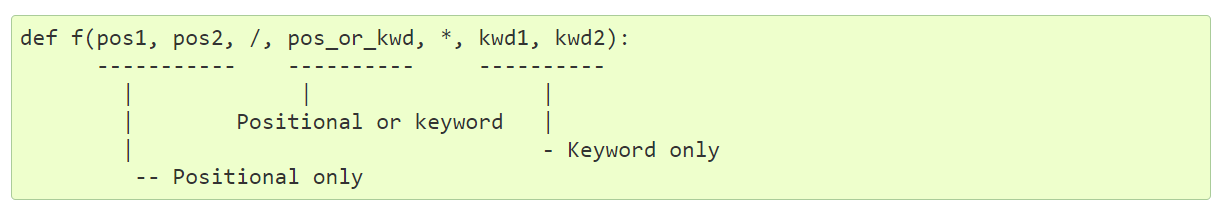 def f(pos1, pos2, /, pos_or_kwd, *, kwd1, kwd2):
      -----------    ----------     ----------
        |             |                  |
        |        Positional or keyword   |
        |                                - Keyword only
         -- Positional only